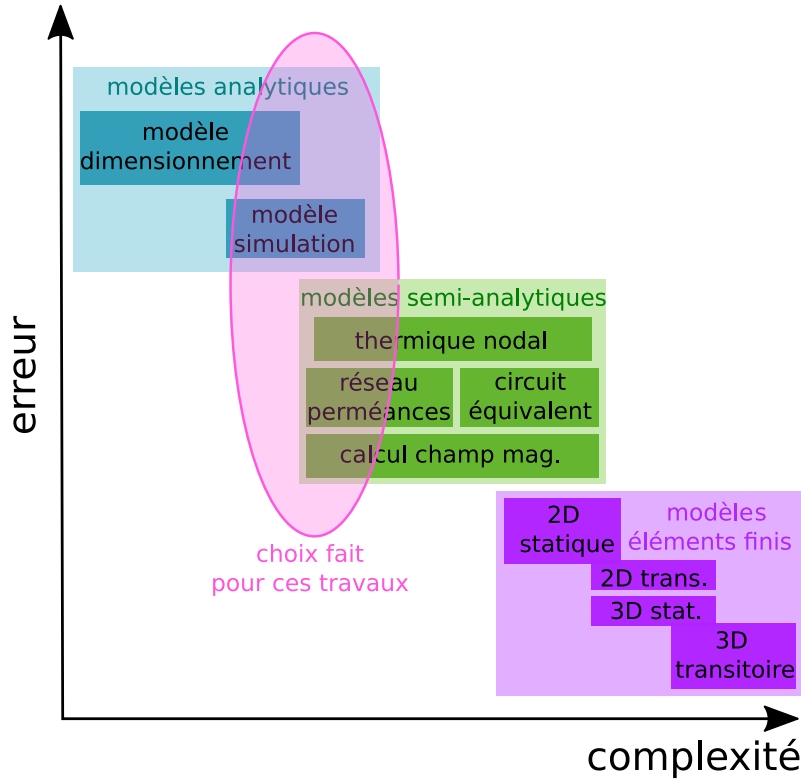 modèles analytiques
modèle
dimensionnement
modèle
simulation
modèles semi-analytiques
thermique nodal
réseau
perméances
circuit
équivalent
calcul champ mag.
erreur
choix fait
pour ces travaux
2D
statique
modèles
éléments finis
2D trans.
3D stat.
3D
transitoire
complexité